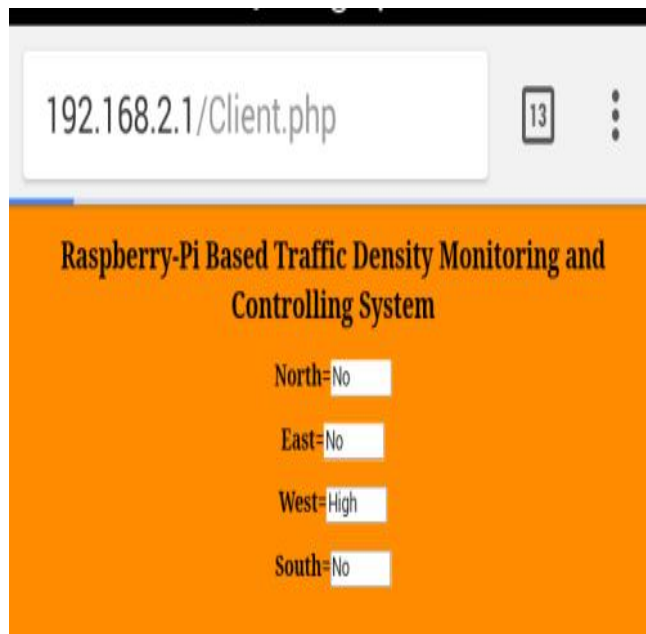 192.168.2.1/Client.php
13
Raspberry-Pi Based Traffic Density Monitoring and
Controlling System
North=No
East=No
West=High
South=No